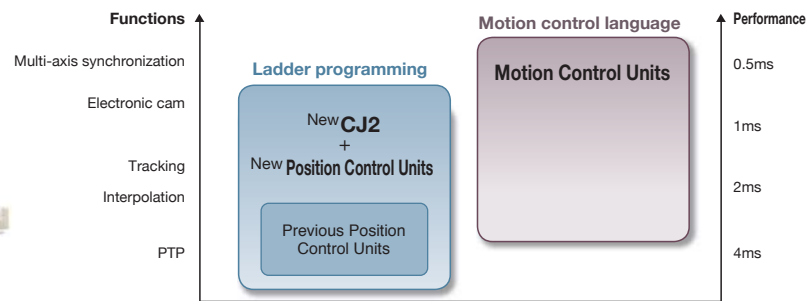 Functions
Multi-axis synchronization
Electronic cam
Tracking
Interpolation
PTP
Ladder programming
New CJ2
+
New Position Control Units
Previous Position
Control Units
Motion control language
Motion Control Units
Performance
0.5ms
1ms
2ms
4ms